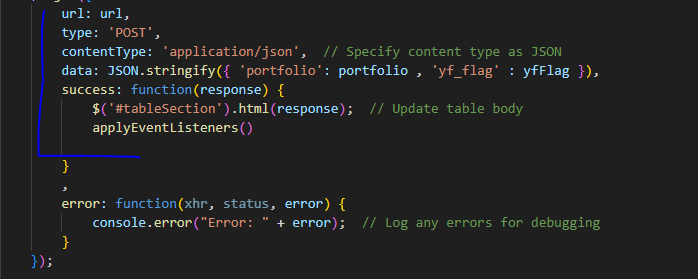 url: url,
type: 'POST',
contentType: 'application/json',  // Specify content type as JSON
data: JSON.stringify({ 'portfolio': portfolio , 'yf_flag' : yfFlag }),
success: function(response) {
$('#tableSection').html(response);  // Update table body
applyEventListeners()
}
,
error: function(xhr, status, error) {
console.error("Error: " + error);  // Log any errors for debugging
}
});